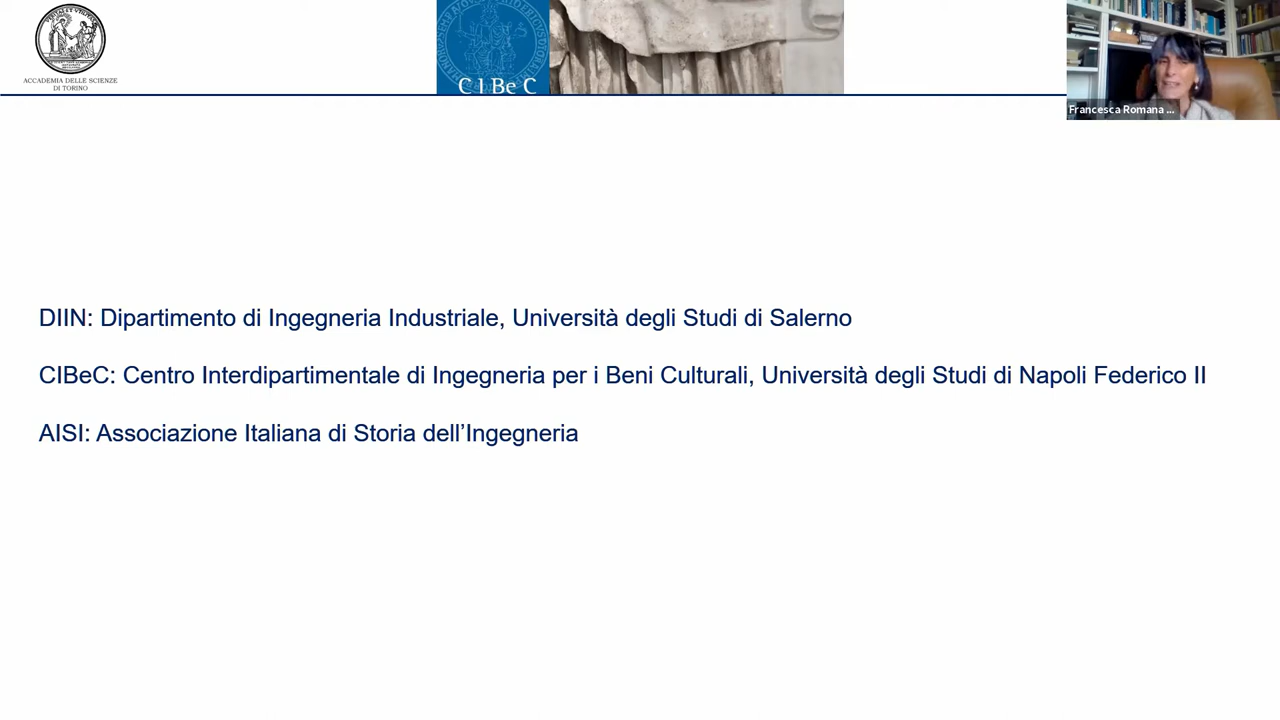 ACCADEMIA DELLE SCIENZE
DI TORINO
C I Be C
Francesca Romana ...
DIIN: Dipartimento di Ingegneria Industriale, Università degli Studi di Salerno
CIBeC: Centro Interdipartimentale di Ingegneria per i Beni Culturali, Università degli Studi di Napoli Federico II
AISI: Associazione Italiana di Storia dell’Ingegneria